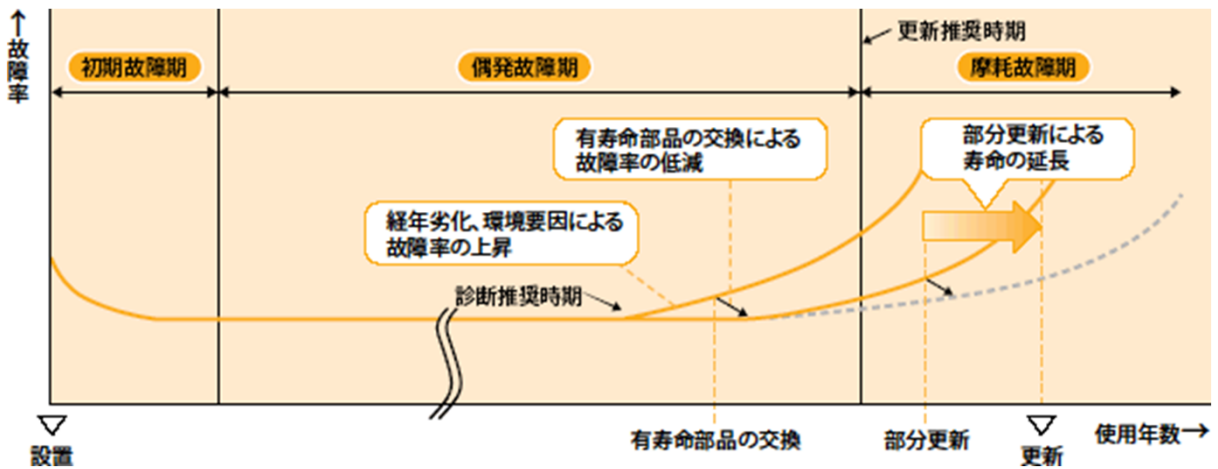 ↑故障率
初期故障期
偶発故障期
更新推奨時期
摩耗故障期
有寿命部品の交換による
故障率の低減
部分更新による
寿命の延長
経年劣化、環境要因による
故障率の上昇
診断推奨時期
設置
有寿命部品の交換
部分更新
更新
使用年数→